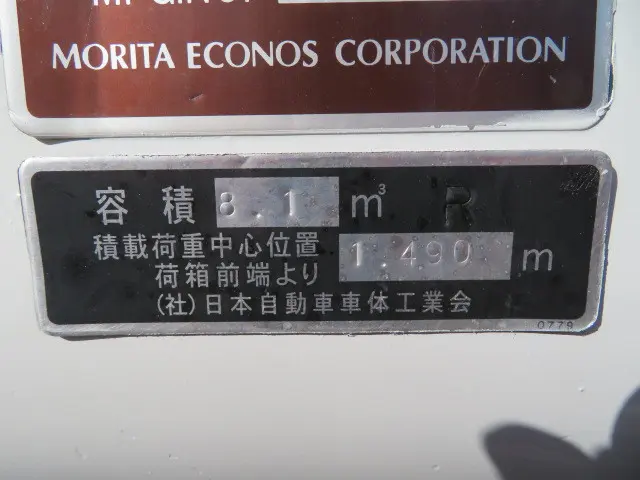 MORITA ECONOS CORPORATION
容積 8.1 m³ R
積載荷重中心位置
荷箱前端より 1.490 m
(社)日本自動車車体工業会
0779